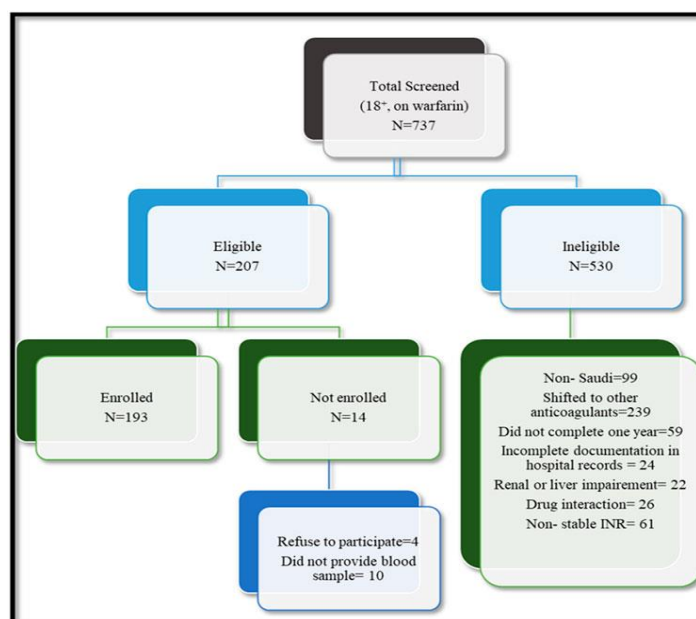 Total Screened
(18⁺, on warfarin)
N=737
Eligible
N=207
Ineligible
N=530
Enrolled
N=193
Not enrolled
N=14
Non- Saudi=99
Shifted to other
anticoagulants=239
Did not complete one year=59
Incomplete documentation in
hospital records = 24
Renal or liver impairement= 22
Drug interaction= 26
Non- stable INR= 61
Refuse to participate=4
Did not provide blood
sample= 10